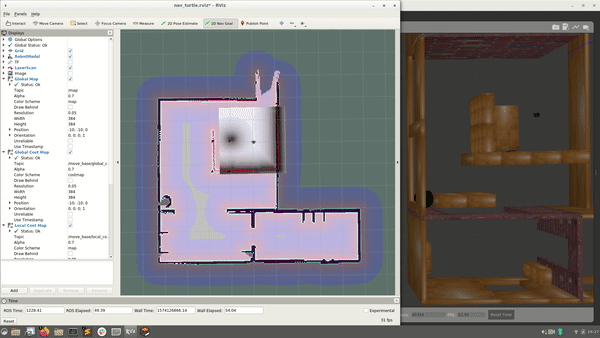 nav_turtle.rviz* - RViz
File Panels Help
Interact Move Camera Select Focus Camera Measure 2D Pose Estimate 2D Nav Goal Publish Point
Displays
Global Options
Global Status: Ok
Grid
RobotModel
TF
LaserScan
Image
Global Map
Status: Ok
Topic /map
Alpha 0.7
Color Scheme map
Draw Behind
Resolution 0.05
Width 384
Height 384
Position -10; -10; 0
Orientation 0; 0; 0; 1
Unreliable
Use Timestamp
Global Cost Map
Status: Ok
Topic /move_base/global_c
Alpha 0.7
Color Scheme costmap
Draw Behind
Resolution 0.05
Width 384
Height 384
Position -10; -10; 0
Orientation 0; 0; 0; 1
Unreliable
Use Timestamp
Local Cost Map
Status: Ok
Topic /move_base/local_co
Alpha 0.7
Color Scheme map
Draw Behind
Add Duplicate Remove Rename
Time
ROS Time: 1229.41 ROS Elapsed: 49.39 Wall Time: 1574126866.14 Wall Elapsed: 54.04 Experimental
Reset
31 fps
Reset Time